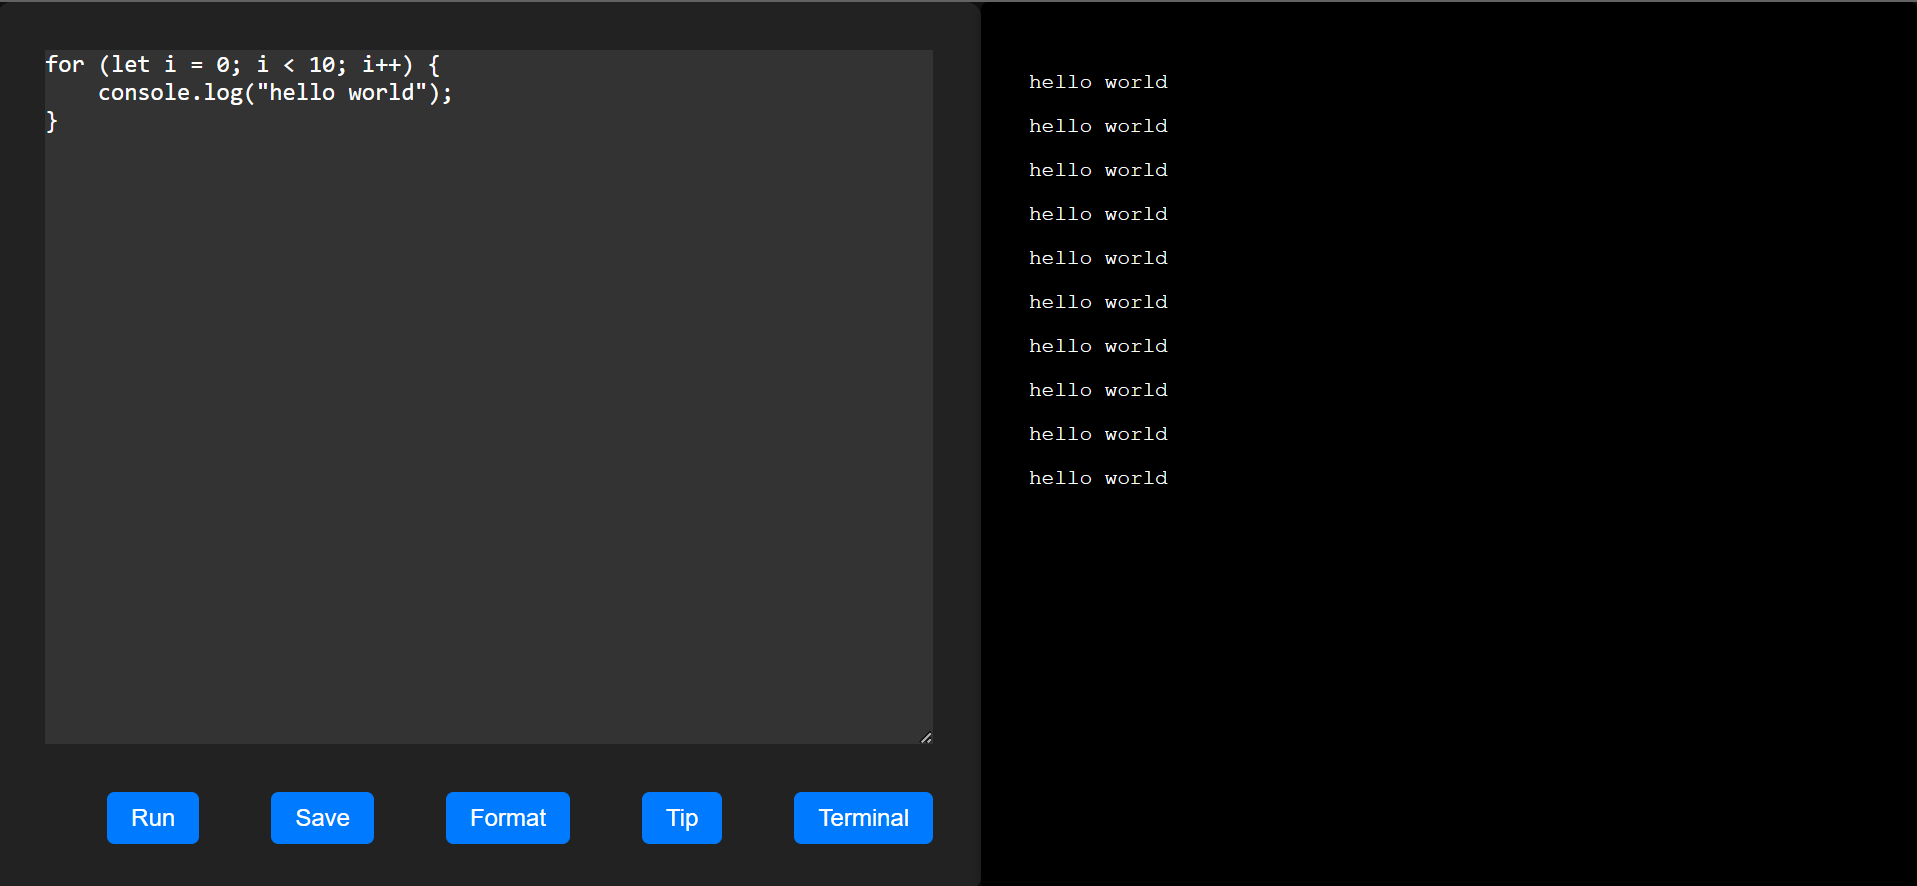 for (let i = 0; i < 10; i++) {
    console.log("hello world");
}
Run
Save
Format
Tip
Terminal
hello world
hello world
hello world
hello world
hello world
hello world
hello world
hello world
hello world
hello world